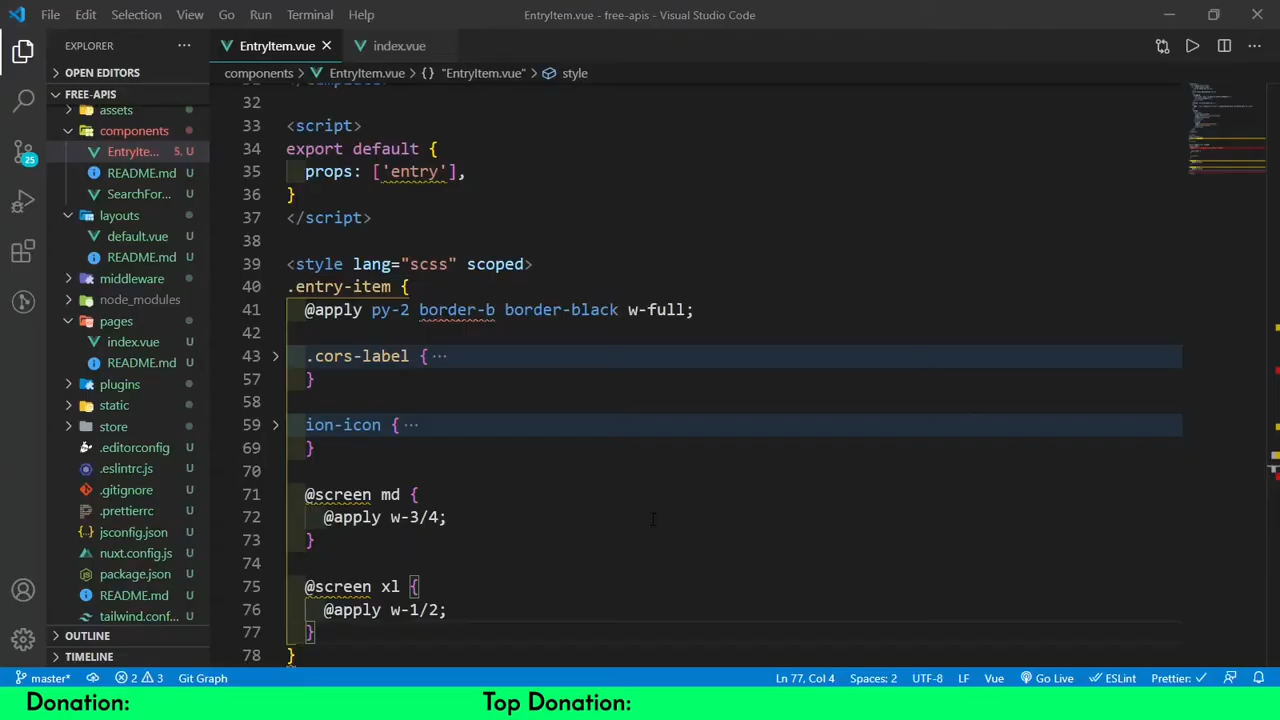 File Edit Selection View Go Run Terminal Help
EntryItem.vue - free-apis - Visual Studio Code
EXPLORER
OPEN EDITORS
FREE-APIS
assets
components
EntryIte... 5, U
README.md U
SearchFor... U
layouts
default.vue U
README.md U
middleware
node_modules
pages
index.vue U
README.md U
plugins
static
store
.editorconfig U
.eslintrc.js U
.gitignore U
.prettierrc U
jsconfig.json U
nuxt.config.js U
package.json U
README.md U
tailwind.conf... U
OUTLINE
TIMELINE
25
EntryItem.vue index.vue
components > EntryItem.vue > {} "EntryItem.vue" > style
32
33 <script>
34 export default {
35 props: ['entry'],
36 }
37 </script>
38
39 <style lang="scss" scoped>
40 .entry-item {
41 @apply py-2 border-b border-black w-full;
42
43 .cors-label { ...
57 }
58
59 ion-icon { ...
69 }
70
71 @screen md {
72 @apply w-3/4;
73 }
74
75 @screen xl {
76 @apply w-1/2;
77 }
78 }
master* 2 3 Git Graph
Ln 77, Col 4 Spaces: 2 UTF-8 LF Vue Go Live ESLint Prettier: ✓
Donation: Top Donation: